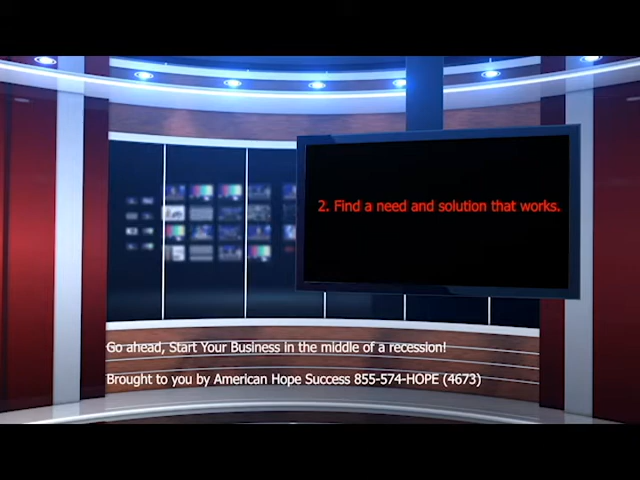 2. Find a need and solution that works.
Go ahead, Start Your Business in the middle of a recession!
Brought to you by American Hope Success 855-574-HOPE (4673)